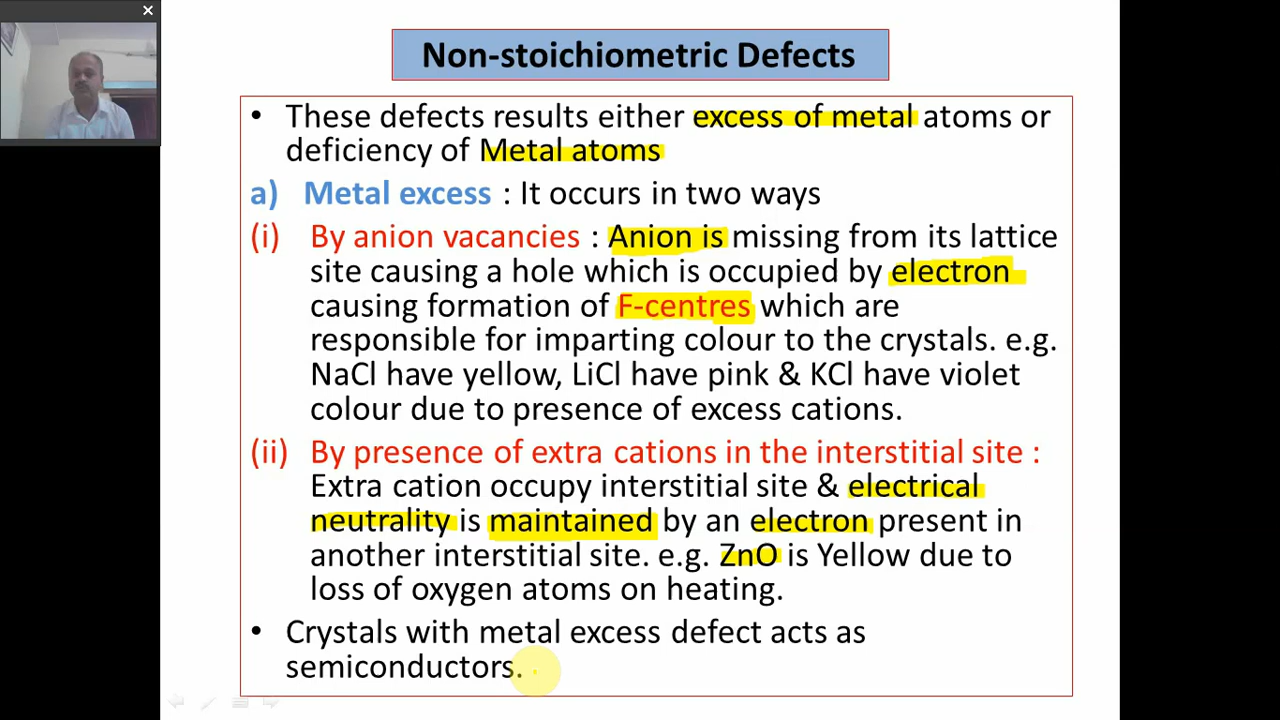 Non-stoichiometric Defects
• These defects results either excess of metal atoms or
deficiency of Metal atoms
a) Metal excess : It occurs in two ways
(i) By anion vacancies : Anion is missing from its lattice
site causing a hole which is occupied by electron
causing formation of F-centres which are
responsible for imparting colour to the crystals. e.g.
NaCl have yellow, LiCl have pink & KCl have violet
colour due to presence of excess cations.
(ii) By presence of extra cations in the interstitial site :
Extra cation occupy interstitial site & electrical
neutrality is maintained by an electron present in
another interstitial site. e.g. ZnO is Yellow due to
loss of oxygen atoms on heating.
• Crystals with metal excess defect acts as
semiconductors.